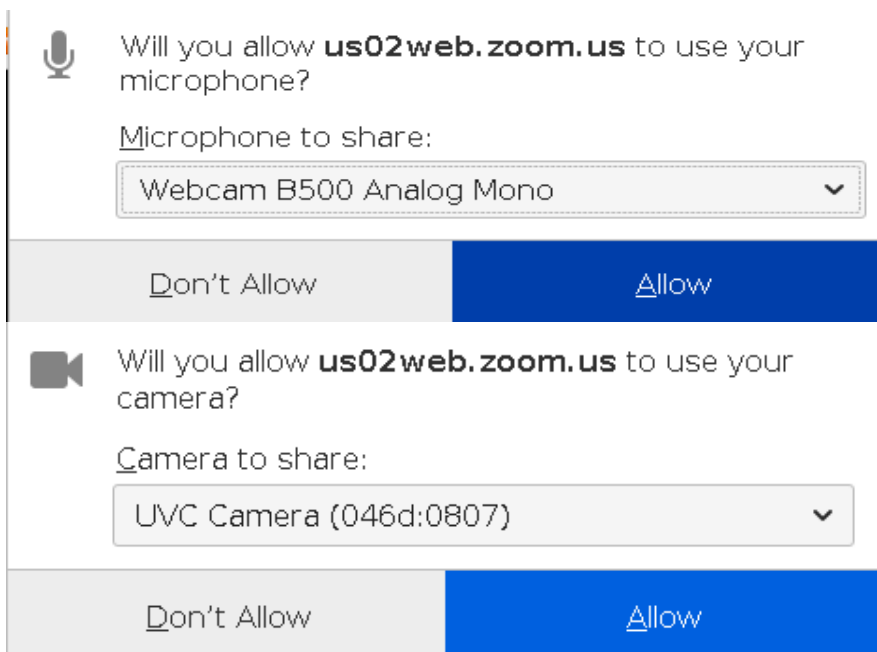 Will you allow us02web.zoom.us to use your
microphone?
Microphone to share:
Webcam B500 Analog Mono
Don't Allow Allow
Will you allow us02web.zoom.us to use your
camera?
Camera to share:
UVC Camera (046d:0807)
Don't Allow Allow